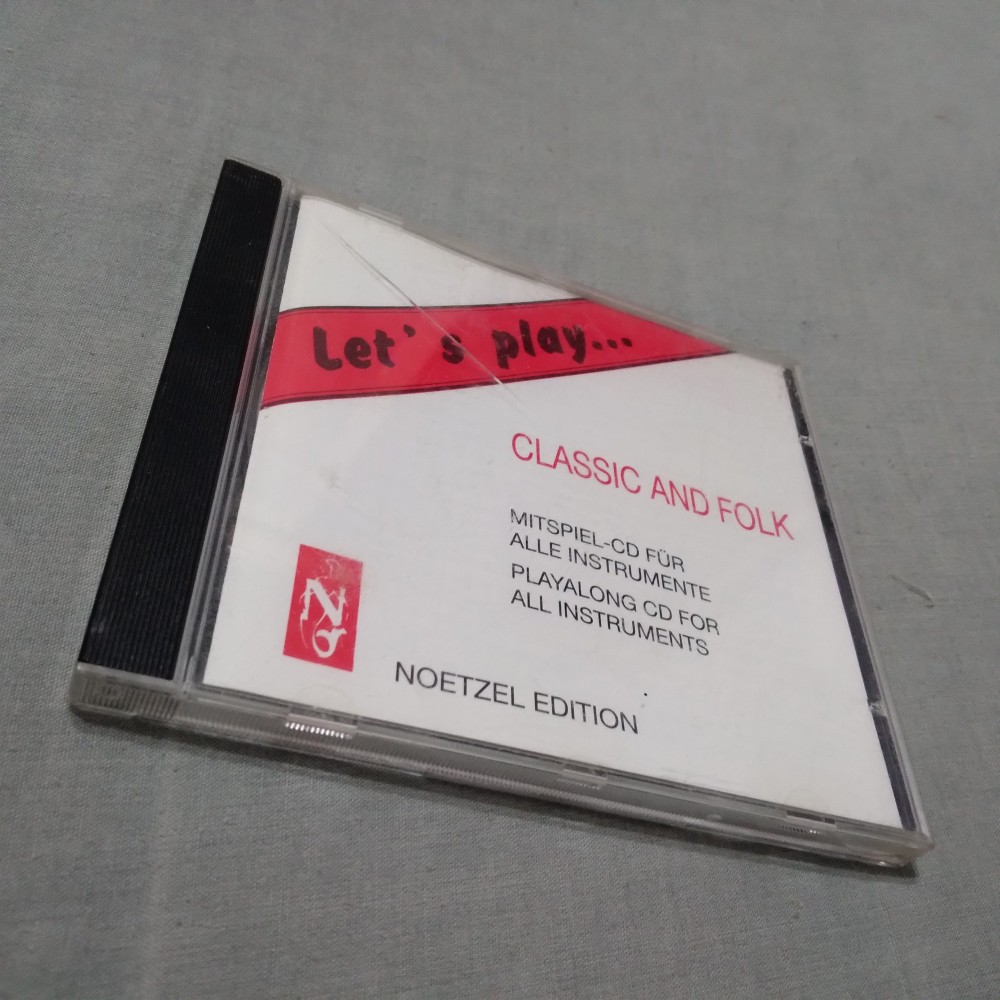 Let's play...
CLASSIC AND FOLK
MITSPIEL-CD FÜR
ALLE INSTRUMENTE
PLAYALONG CD FOR
ALL INSTRUMENTS
N
NOETZEL EDITION